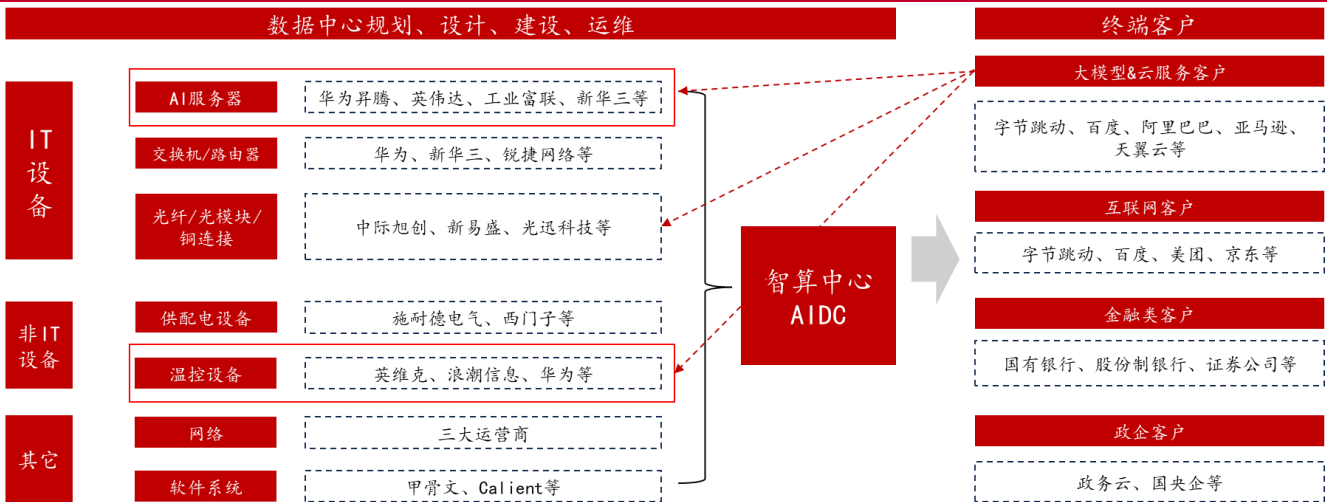 数据中心规划、设计、建设、运维
终端客户
IT
设
备
AI服务器
华为昇腾、英伟达、工业富联、新华三等
交换机/路由器
华为、新华三、锐捷网络等
光纤/光模块/
铜连接
中际旭创、新易盛、光迅科技等
非IT
设备
供配电设备
施耐德电气、西门子等
温控设备
英维克、浪潮信息、华为等
其它
网络
三大运营商
软件系统
甲骨文、Calient等
智算中心
AIDC
大模型&云服务客户
字节跳动、百度、阿里巴巴、亚马逊、
天翼云等
互联网客户
字节跳动、百度、美团、京东等
金融类客户
国有银行、股份制银行、证券公司等
政企客户
政务云、国央企等